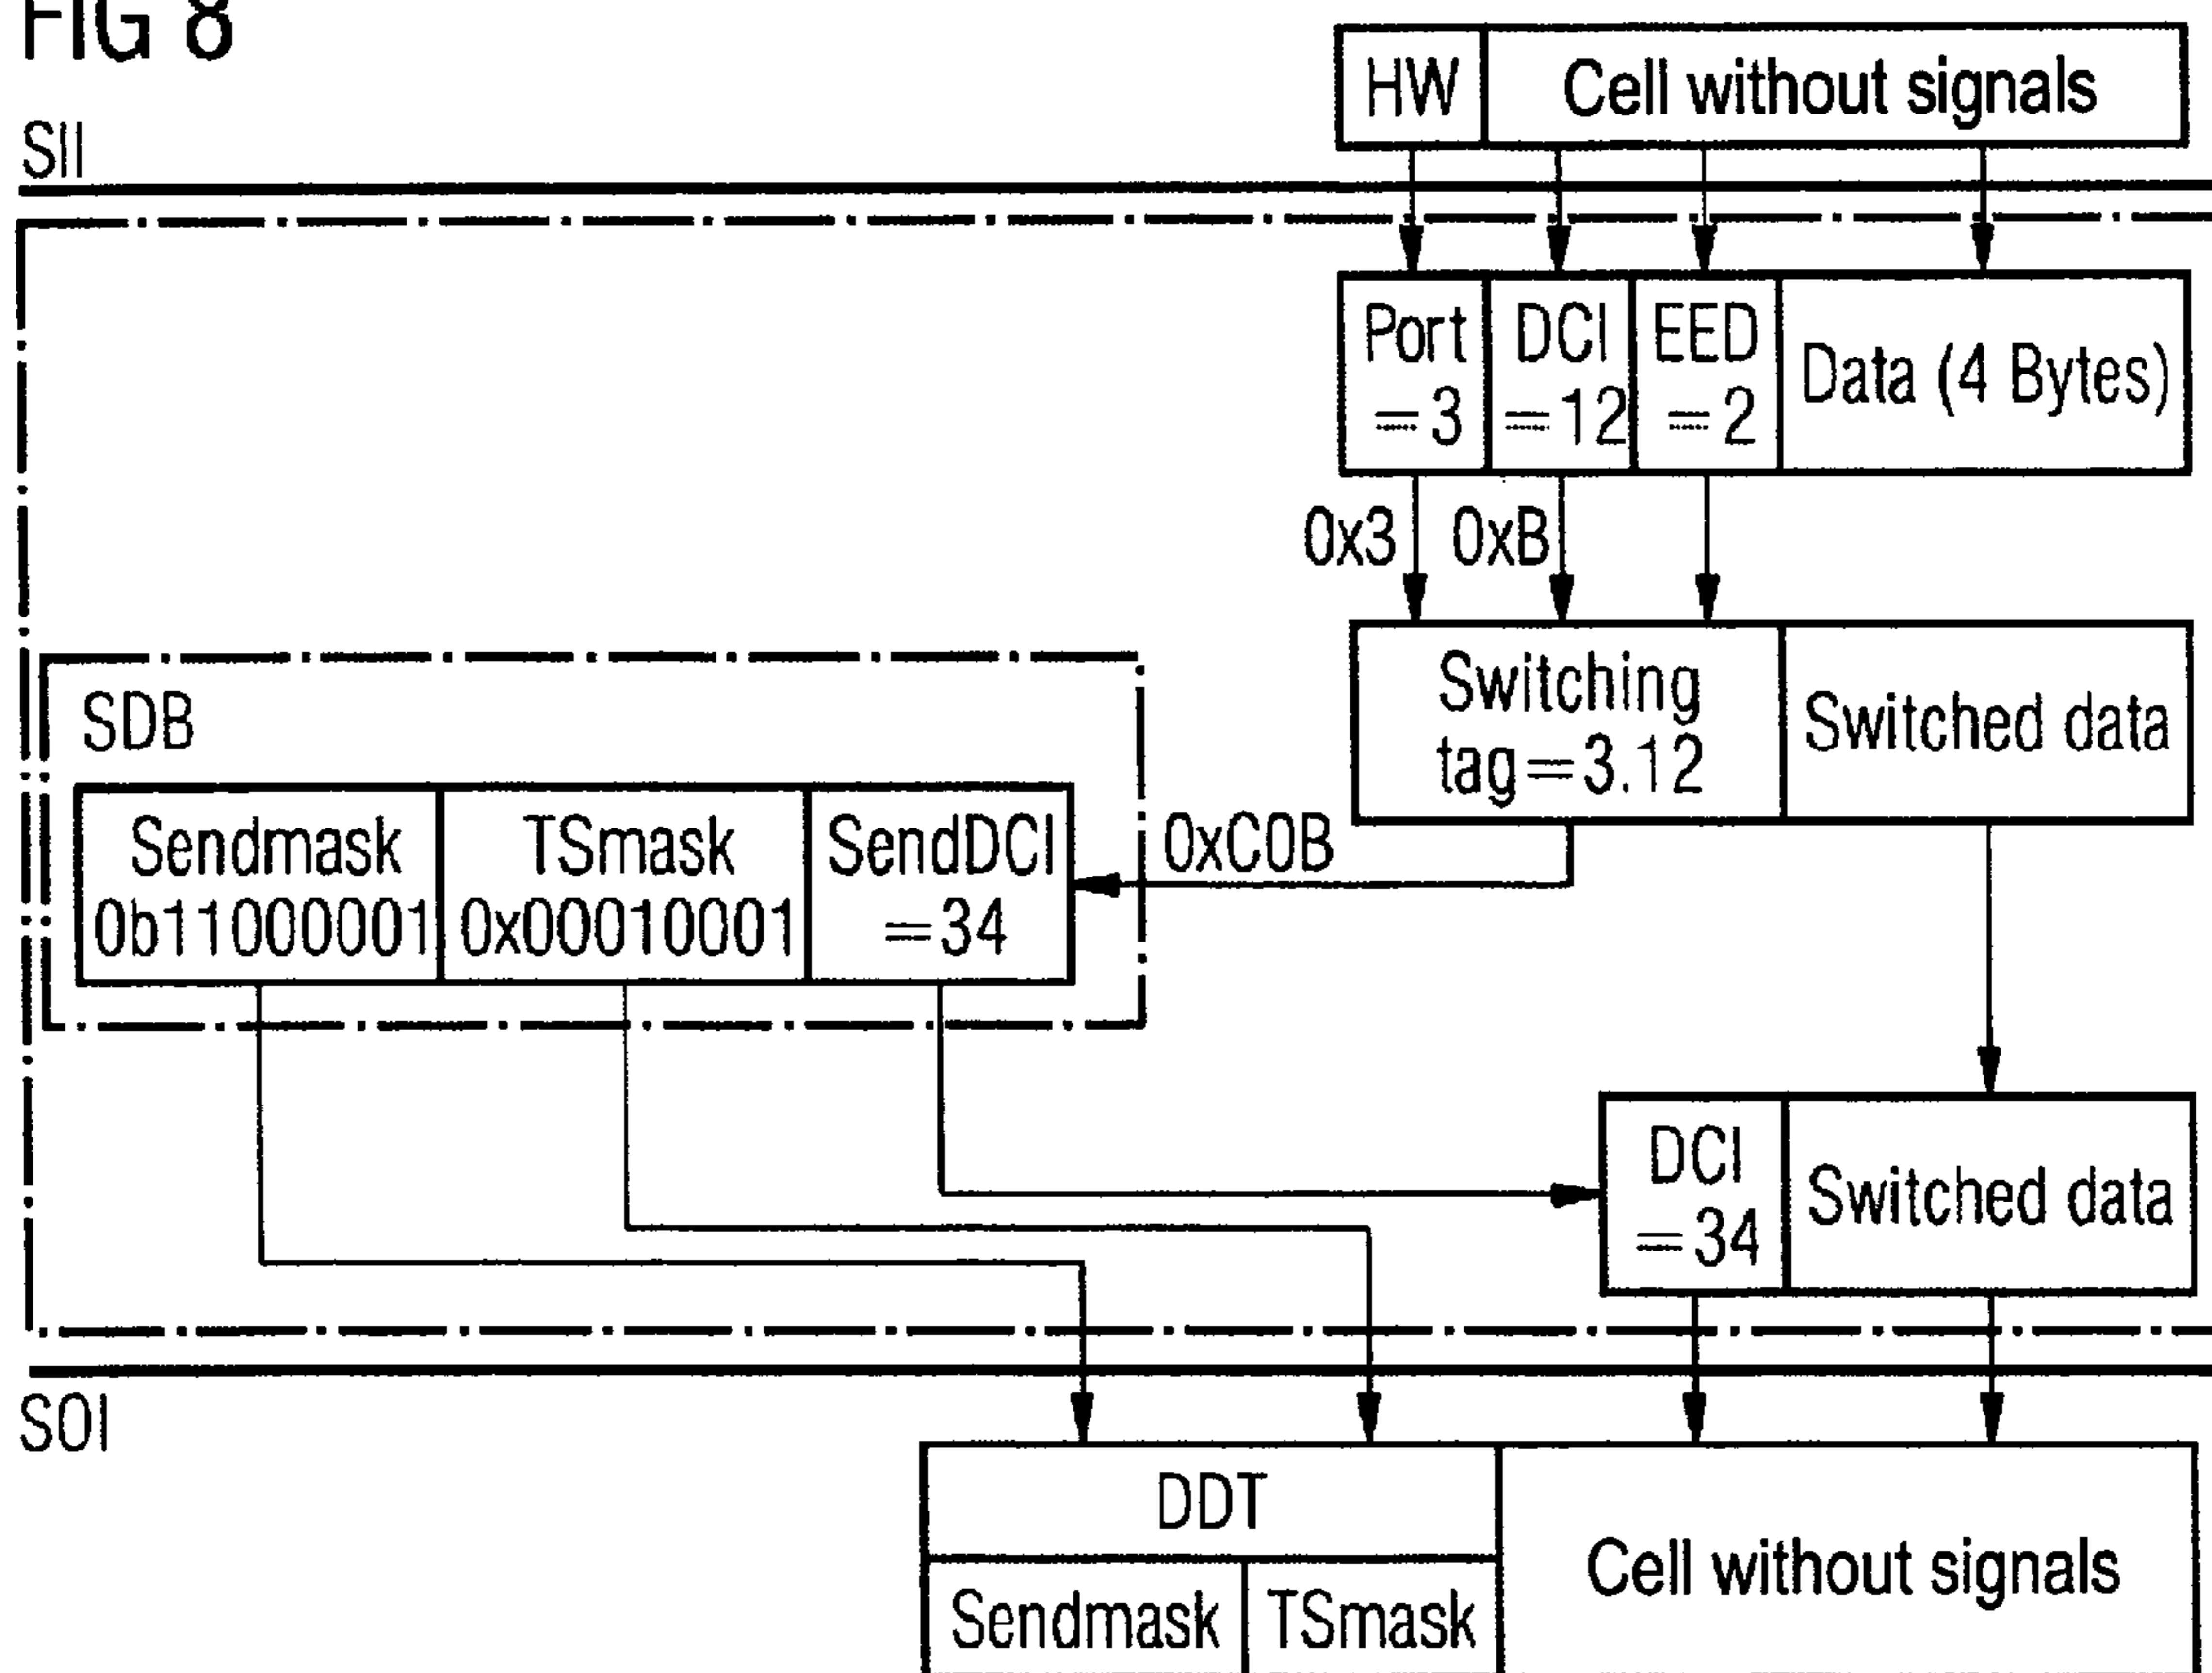 FIG 8
HW Cell without signals
SII
Port DCI EED Data (4 Bytes)
=3 =12 =2
0x3 0xB
Switching
tag=3.12
Switched data
SDB
0xC0B
Sendmask TSmask SendDCI
0b11000001 0x00010001 =34
DCI
=34
Switched data
SOI
DDT
Cell without signals
Sendmask TSmask